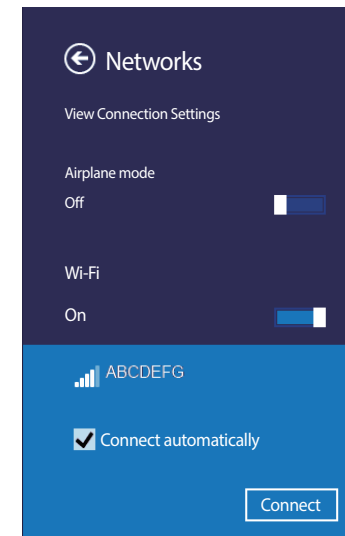 Networks
View Connection Settings
Airplane mode
Off
Wi-Fi
On
ABCDEFG
Connect automatically
Connect